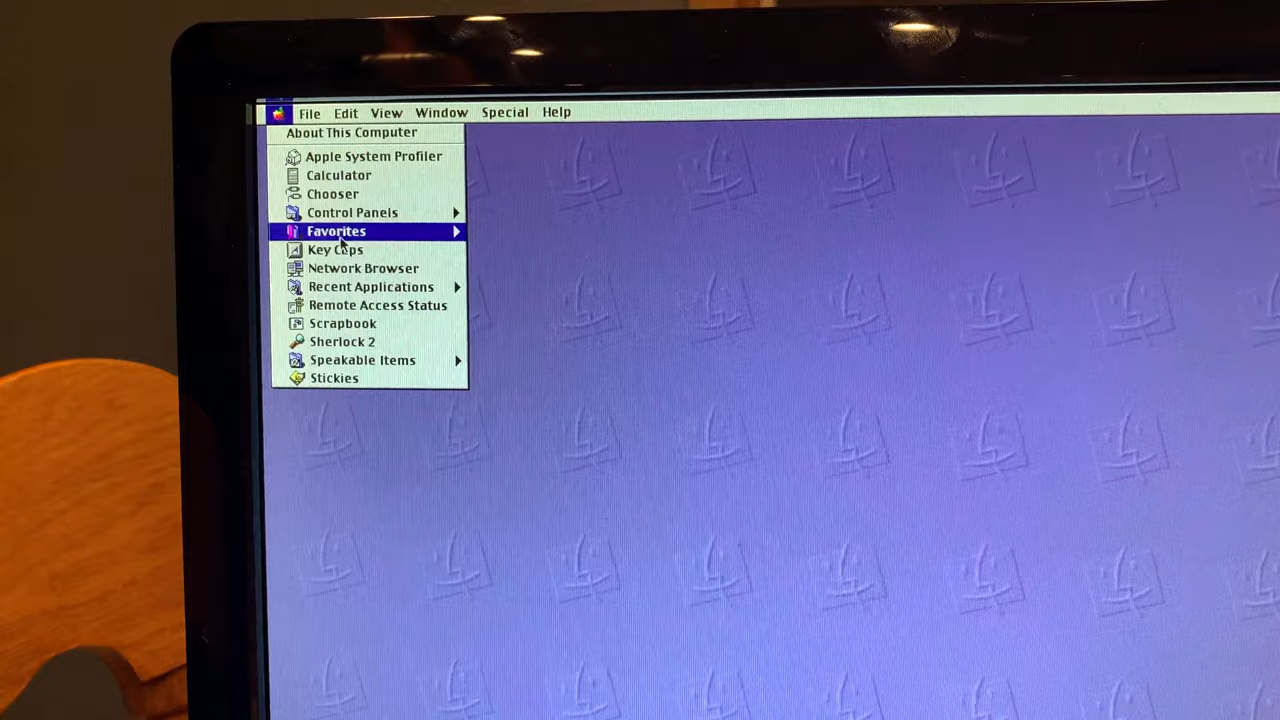 File Edit View Window Special Help
About This Computer
Apple System Profiler
Calculator
Chooser
Control Panels
Favorites
Key Caps
Network Browser
Recent Applications
Remote Access Status
Scrapbook
Sherlock 2
Speakable Items
Stickies